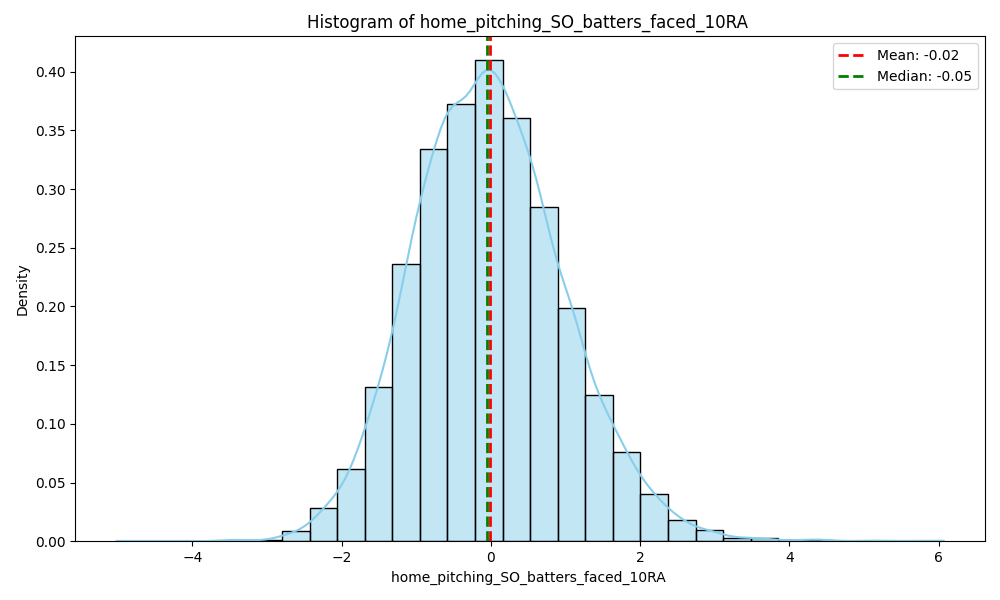 Histogram of home_pitching_SO_batters_faced_10RA
Mean: -0.02
Median: -0.05
Density
0.40
0.35
0.30
0.25
0.20
0.15
0.10
0.05
0.00
−4 −2 0 2 4 6
home_pitching_SO_batters_faced_10RA